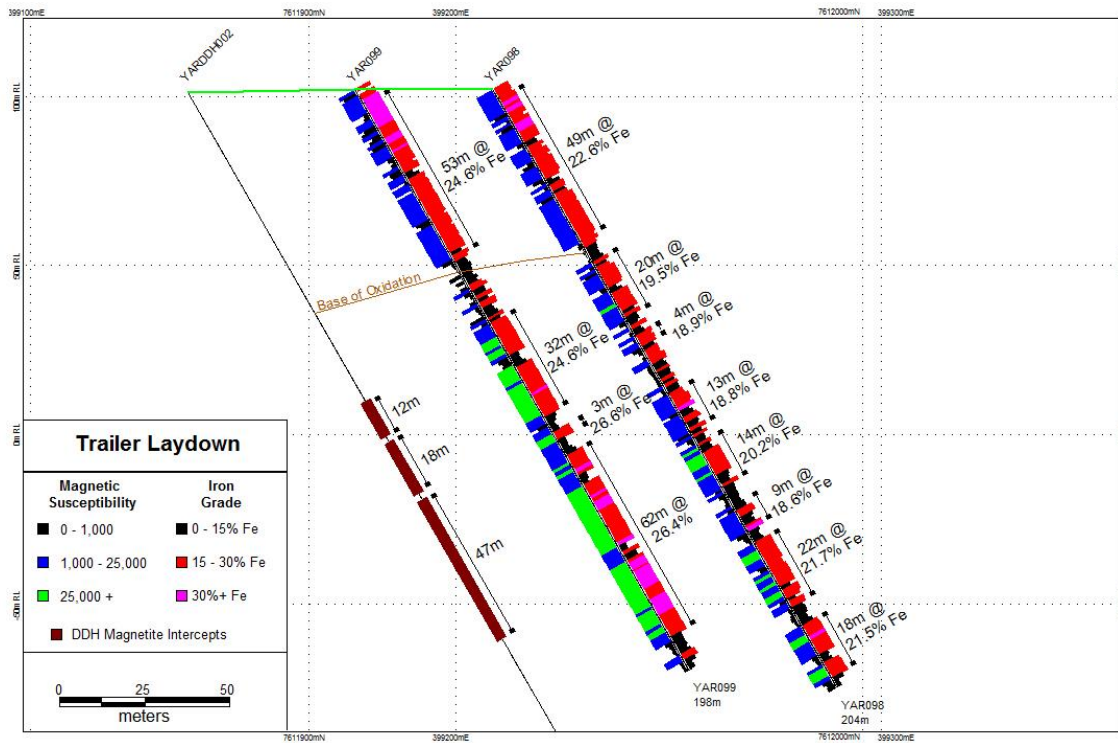 399100mE
7611900mN
399200mE
7612000mN
399300mE
YARDDH002
YAR099
YAR098
100m RL
50m RL
0m RL
-50m RL
53m @
24.6% Fe
49m @
22.6% Fe
20m @
19.5% Fe
4m @
18.9% Fe
Base of Oxidation
32m @
24.6% Fe
3m @
26.6% Fe
13m @
18.8% Fe
14m @
20.2% Fe
9m @
18.6% Fe
62m @
26.4%
22m @
21.7% Fe
18m @
21.5% Fe
12m
18m
47m
Trailer Laydown
Magnetic
Susceptibility
Iron
Grade
0 - 1,000
0 - 15% Fe
1,000 - 25,000
15 - 30% Fe
25,000 +
30%+ Fe
DDH Magnetite Intercepts
0 25 50
meters
YAR099
198m
YAR098
204m
7611900mN
399200mE
7612000mN
399300mE